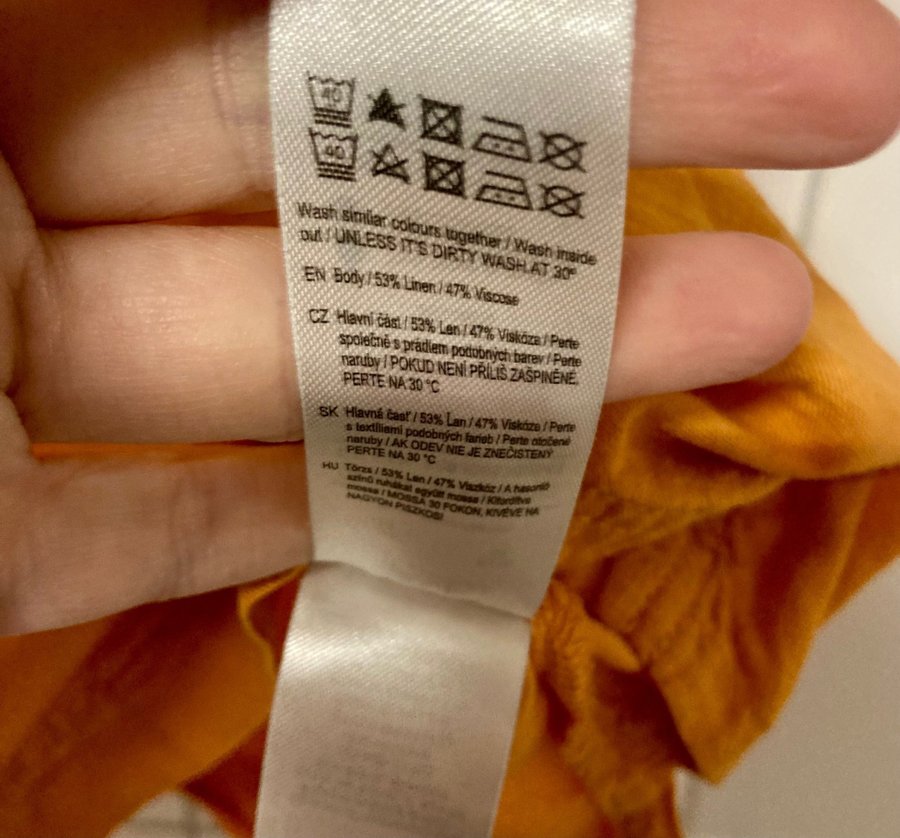 40
40
Wash similar colours together / Wash inside
out / UNLESS IT'S DIRTY WASH AT 30º
EN Body / 53% Linen / 47% Viscose
CZ Hlavní část / 53% Len / 47% Viskóza / Perte
společně s prádlem podobných barev / Perte
naruby / POKUD NENÍ PŘÍLIŠ ZAŠPINĚNÉ,
PERTE NA 30 °C
SK Hlavná časť / 53% Ľan / 47% Viskóza / Perte
s textíliami podobných farieb / Perte otočené
naruby / AK ODEV NIE JE ZNEČISTENÝ
PERTE NA 30 °C
HU Törzs / 53% Len / 47% Viszkóz / A hasonló
színű ruhákat együtt mossa / Kifordítva
mossa / MOSSA 30 FOKON, KIVÉVE HA
NAGYON PISZKOS!